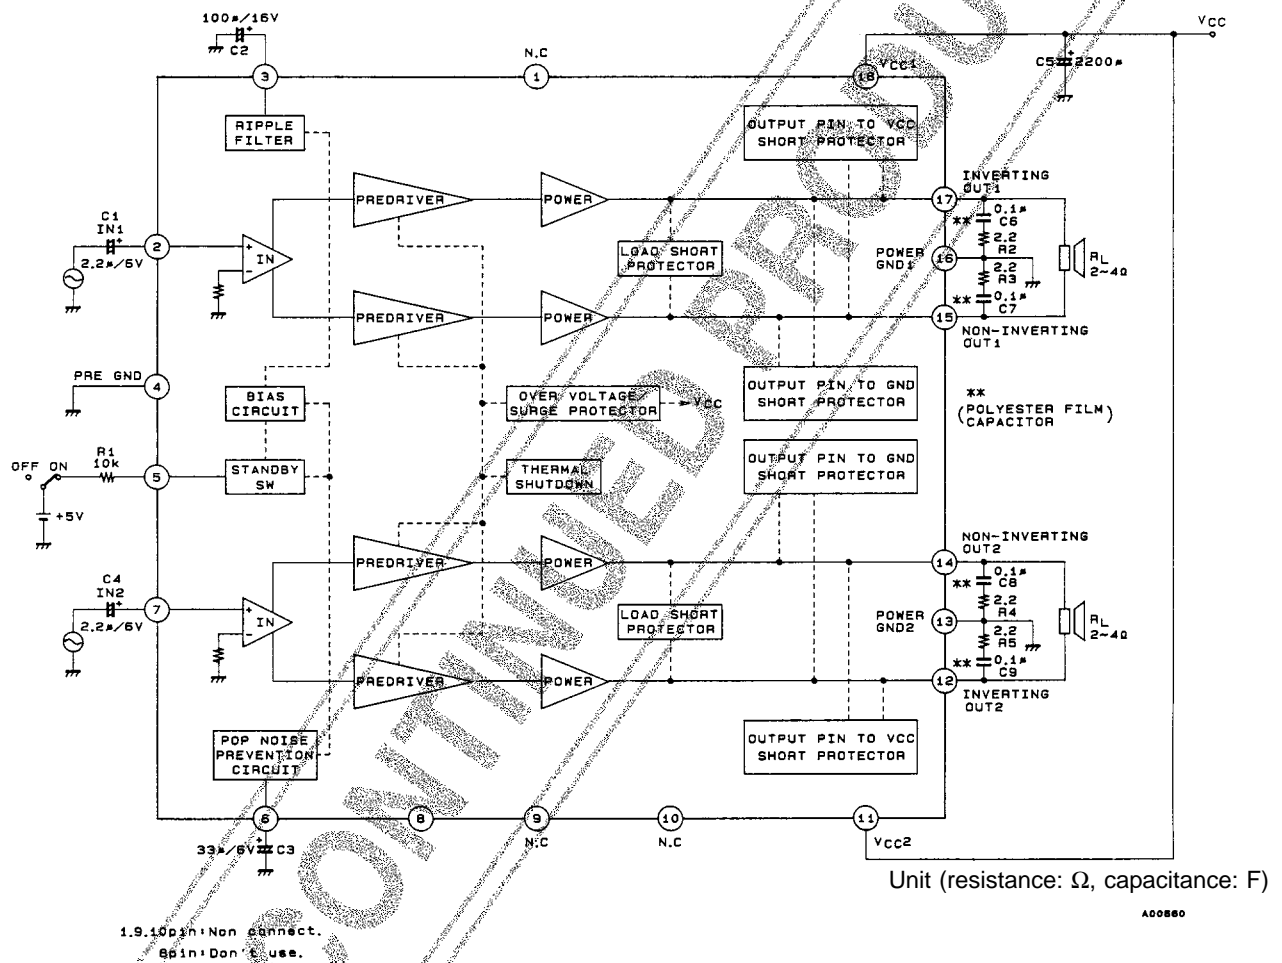 100µ/16V
C2
3
N.C
1
18
VCC1
C5
2200µ
VCC
RIPPLE
FILTER
OUTPUT PIN TO VCC
SHORT PROTECTOR
PREDRIVER
POWER
INVERTING
OUT1
17
0.1µ
** C6
2.2
R2
C1
IN1
2.2µ/6V
2
+
IN
−
LOAD SHORT
PROTECTOR
POWER
GND1
16
2.2
R3
** 0.1µ
C7
RL
2~4Ω
PREDRIVER
POWER
15
NON-INVERTING
OUT1
PRE GND
4
BIAS
CIRCUIT
OVER VOLTAGE/
SURGE PROTECTOR
VCC
OUTPUT PIN TO GND
SHORT PROTECTOR
**
(POLYESTER FILM)
CAPACITOR
OFF ON
R1
10k
5
+5V
STANDBY
SW
THERMAL
SHUTDOWN
OUTPUT PIN TO GND
SHORT PROTECTOR
PREDRIVER
POWER
NON-INVERTING
OUT2
14
0.1µ
** C8
2.2
R4
C4
IN2
2.2µ/6V
7
+
IN
−
LOAD SHORT
PROTECTOR
POWER
GND2
13
2.2
R5
** 0.1µ
C9
RL
2~4Ω
PREDRIVER
POWER
12
INVERTING
OUT2
POP NOISE
PREVENTION
CIRCUIT
OUTPUT PIN TO VCC
SHORT PROTECTOR
6
8
9
N.C
10
N.C
11
VCC2
33µ/6V
C3
Unit (resistance: Ω, capacitance: F)
A00860
1.9.10pin:Non connect.
8pin:Don't use.
CONTINUED PRODU